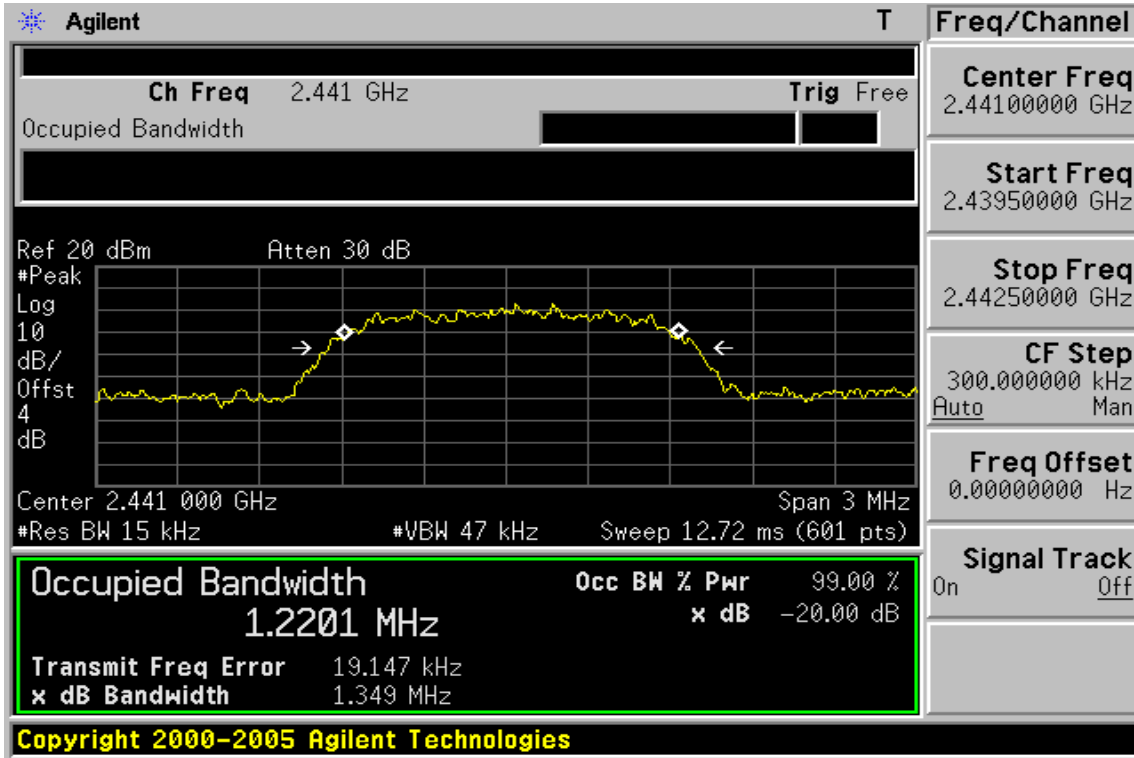 Agilent T
Ch Freq 2.441 GHz Trig Free
Occupied Bandwidth
Ref 20 dBm Atten 30 dB
#Peak
Log
10
dB/
Offst
4
dB
Center 2.441 000 GHz Span 3 MHz
#Res BW 15 kHz #VBW 47 kHz Sweep 12.72 ms (601 pts)
Occupied Bandwidth Occ BW % Pwr 99.00 %
1.2201 MHz x dB -20.00 dB
Transmit Freq Error 19.147 kHz
x dB Bandwidth 1.349 MHz
Copyright 2000-2005 Agilent Technologies
Freq/Channel
Center Freq
2.44100000 GHz
Start Freq
2.43950000 GHz
Stop Freq
2.44250000 GHz
CF Step
300.000000 kHz
Auto Man
Freq Offset
0.00000000 Hz
Signal Track
On Off